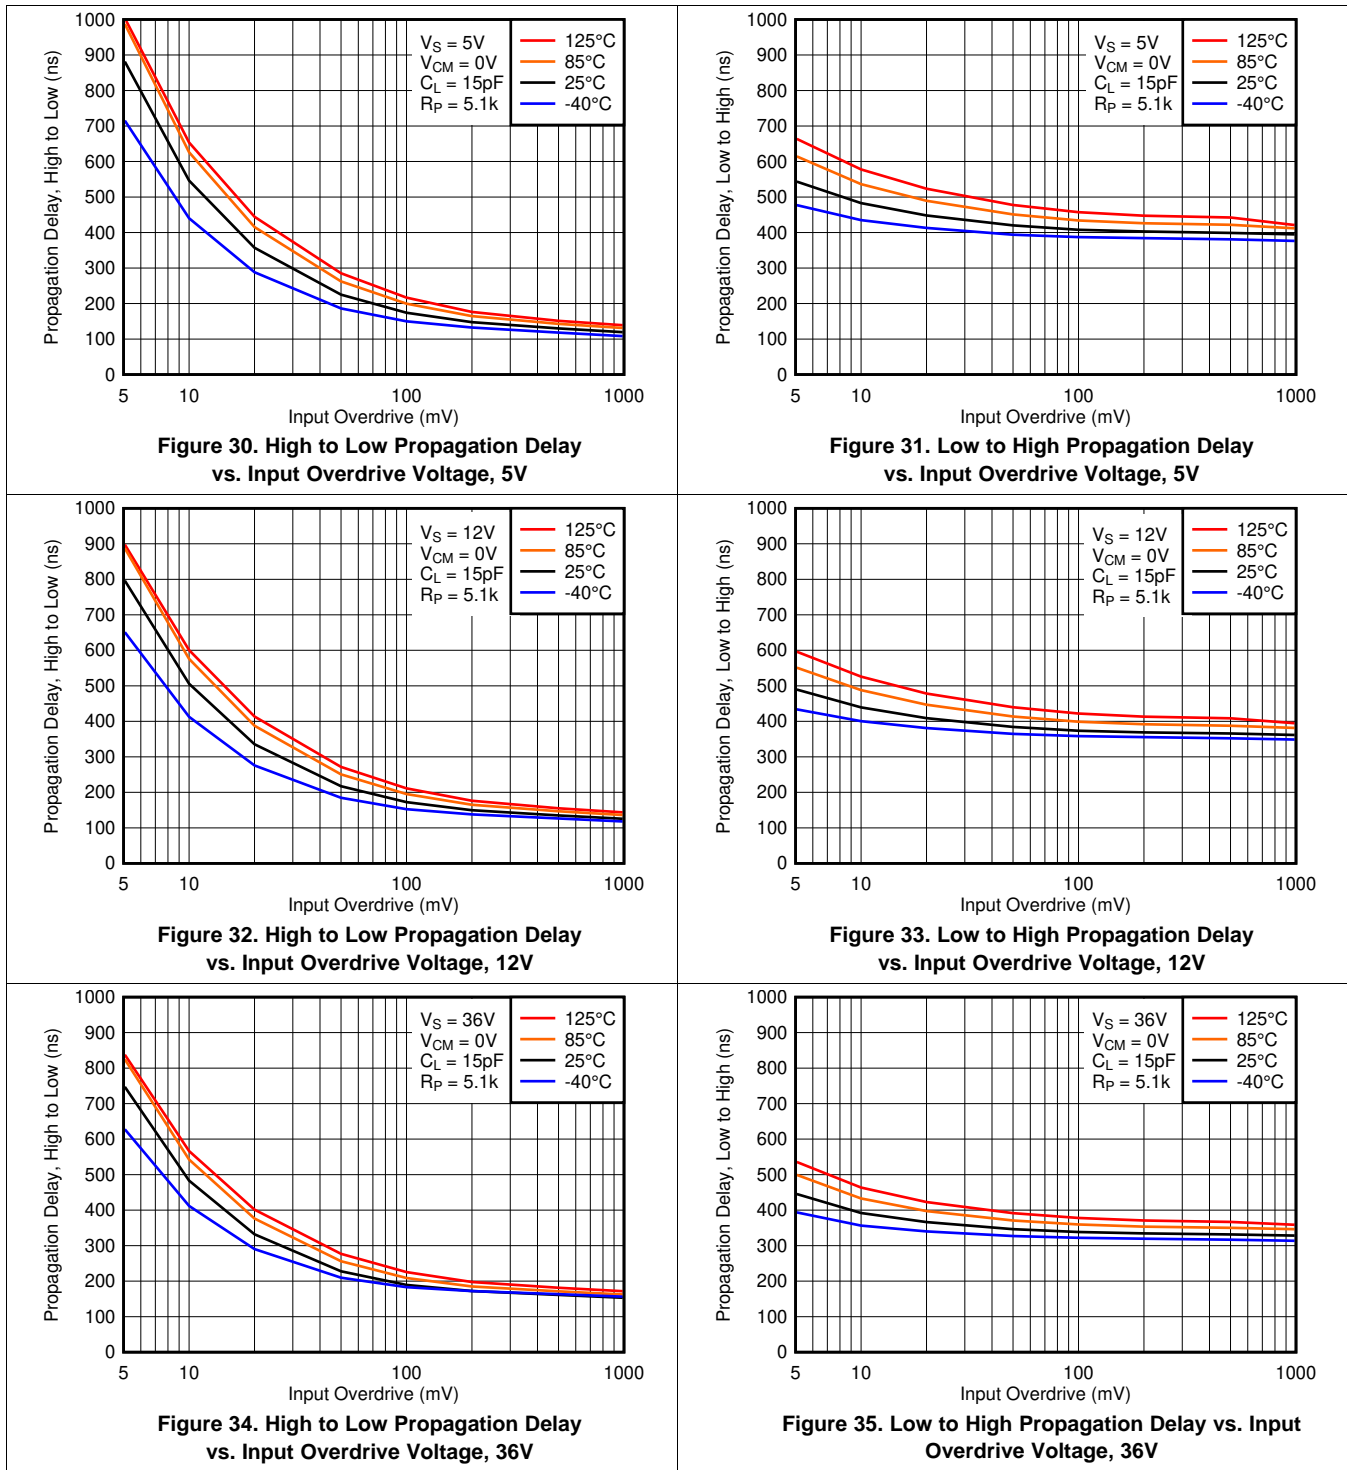 Propagation Delay, High to Low (ns)
1000
900
800
700
600
500
400
300
200
100
0
5
10
100
1000
Input Overdrive (mV)
VS = 5V
VCM = 0V
CL = 15pF
RP = 5.1k
125°C
85°C
25°C
-40°C
Figure 30. High to Low Propagation Delay
vs. Input Overdrive Voltage, 5V
Propagation Delay, Low to High (ns)
1000
900
800
700
600
500
400
300
200
100
0
5
10
100
1000
Input Overdrive (mV)
VS = 5V
VCM = 0V
CL = 15pF
RP = 5.1k
125°C
85°C
25°C
-40°C
Figure 31. Low to High Propagation Delay
vs. Input Overdrive Voltage, 5V
Propagation Delay, High to Low (ns)
1000
900
800
700
600
500
400
300
200
100
0
5
10
100
1000
Input Overdrive (mV)
VS = 12V
VCM = 0V
CL = 15pF
RP = 5.1k
125°C
85°C
25°C
-40°C
Figure 32. High to Low Propagation Delay
vs. Input Overdrive Voltage, 12V
Propagation Delay, Low to High (ns)
1000
900
800
700
600
500
400
300
200
100
0
5
10
100
1000
Input Overdrive (mV)
VS = 12V
VCM = 0V
CL = 15pF
RP = 5.1k
125°C
85°C
25°C
-40°C
Figure 33. Low to High Propagation Delay
vs. Input Overdrive Voltage, 12V
Propagation Delay, High to Low (ns)
1000
900
800
700
600
500
400
300
200
100
0
5
10
100
1000
Input Overdrive (mV)
VS = 36V
VCM = 0V
CL = 15pF
RP = 5.1k
125°C
85°C
25°C
-40°C
Figure 34. High to Low Propagation Delay
vs. Input Overdrive Voltage, 36V
Propagation Delay, Low to High (ns)
1000
900
800
700
600
500
400
300
200
100
0
5
10
100
1000
Input Overdrive (mV)
VS = 36V
VCM = 0V
CL = 15pF
RP = 5.1k
125°C
85°C
25°C
-40°C
Figure 35. Low to High Propagation Delay vs. Input
Overdrive Voltage, 36V